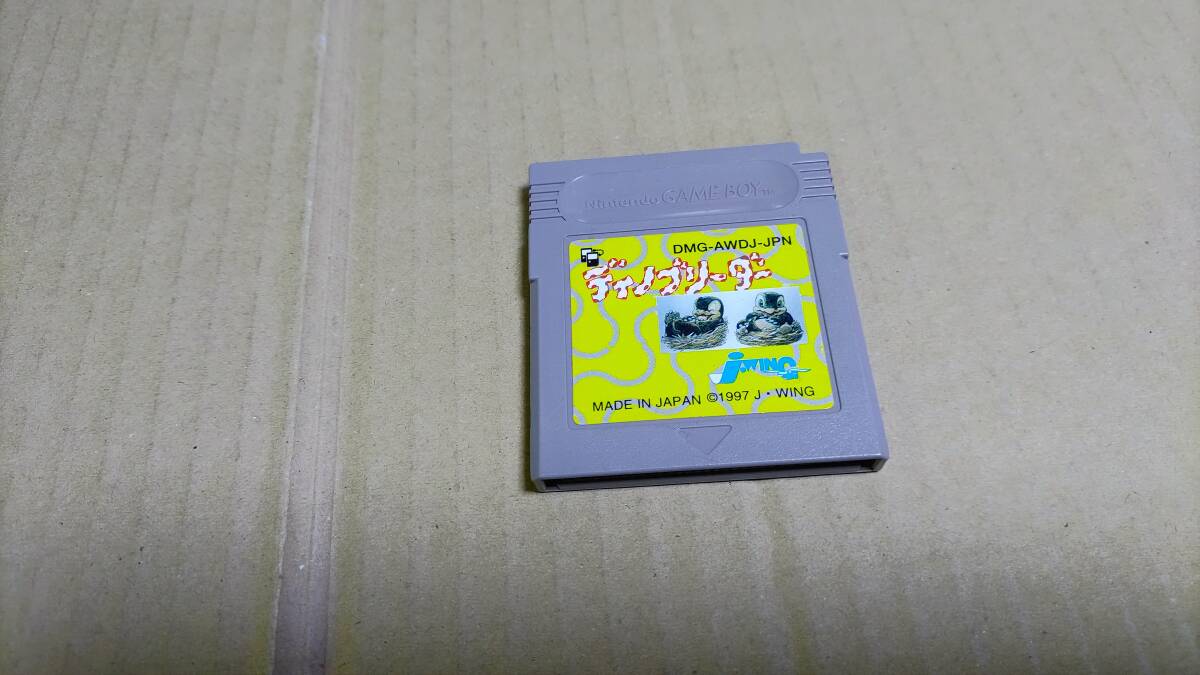 Nintendo GAME BOY TM
DMG-AWDJ-JPN
ディノブリーダー
J・WING
MADE IN JAPAN ©1997 J・WING